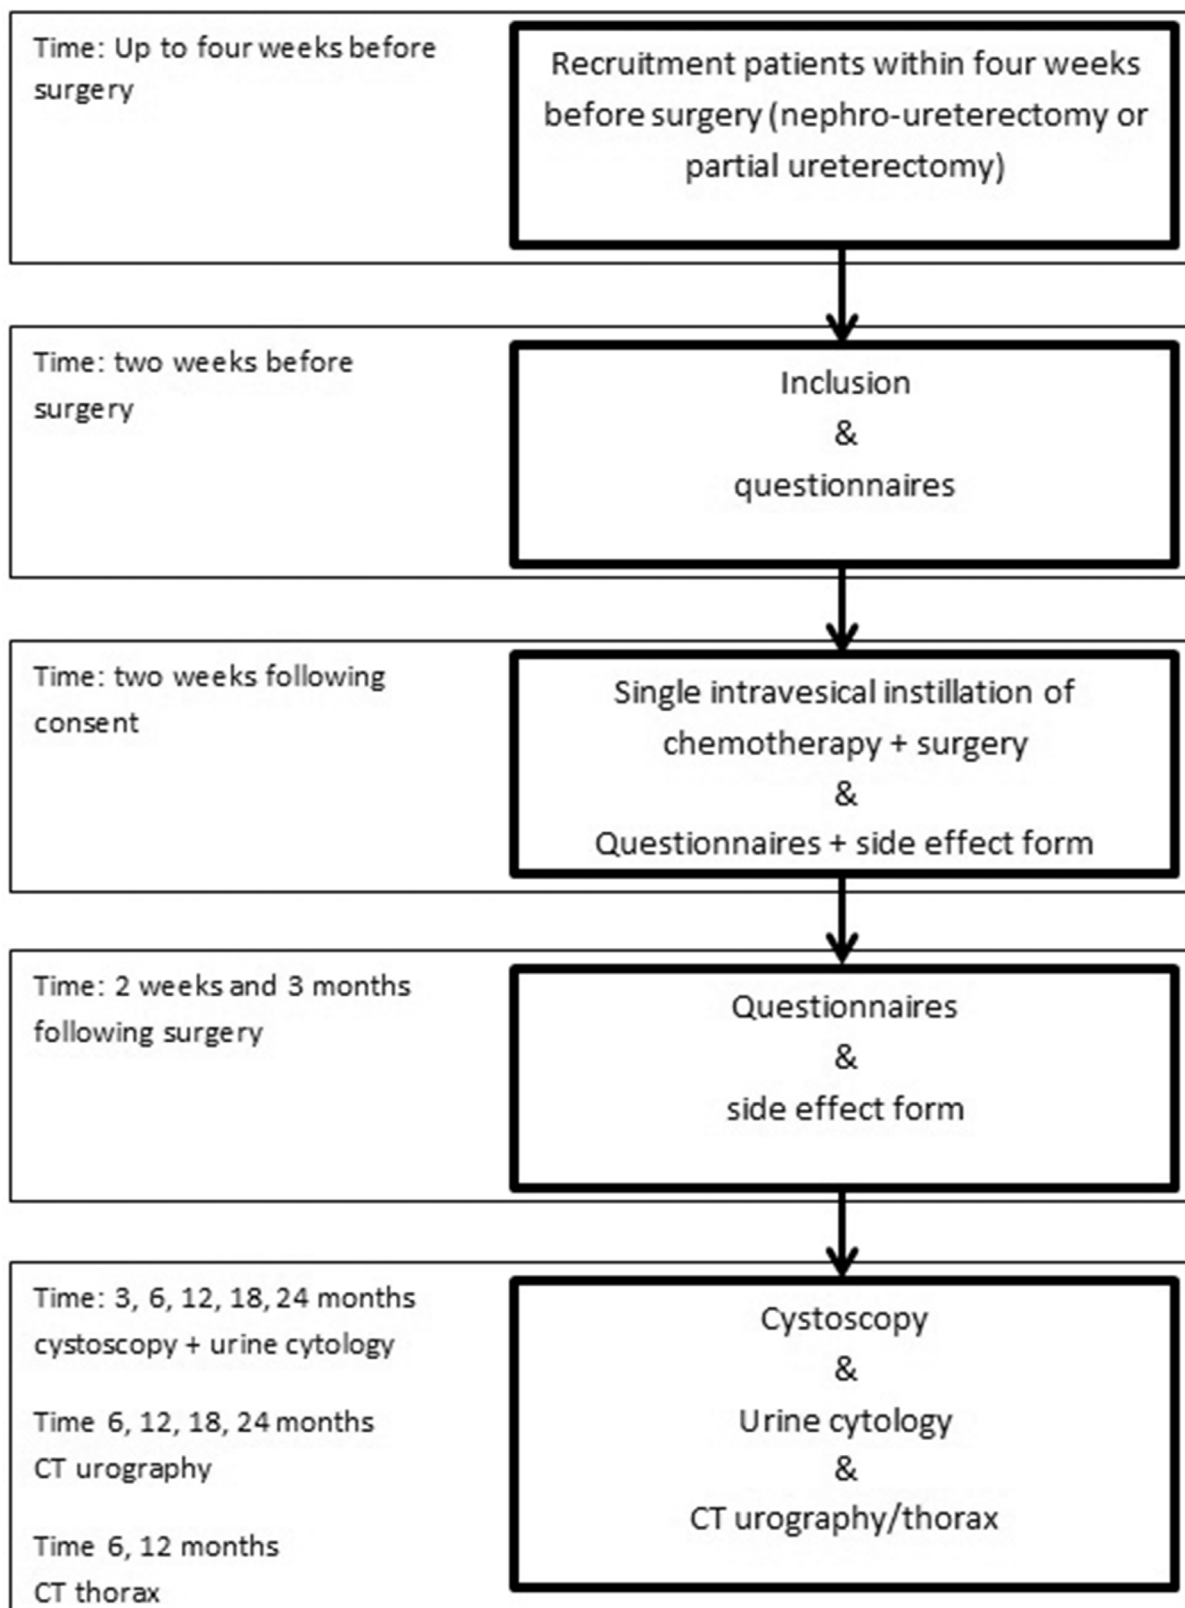 Time: Up to four weeks before
surgery
Recruitment patients within four weeks
before surgery (nephro-ureterectomy or
partial ureterectomy)
Time: two weeks before
surgery
Inclusion
&
questionnaires
Time: two weeks following
consent
Single intravesical instillation of
chemotherapy + surgery
&
Questionnaires + side effect form
Time: 2 weeks and 3 months
following surgery
Questionnaires
&
side effect form
Time: 3, 6, 12, 18, 24 months
cystoscopy + urine cytology
Time 6, 12, 18, 24 months
CT urography
Time 6, 12 months
CT thorax
Cystoscopy
&
Urine cytology
&
CT urography/thorax